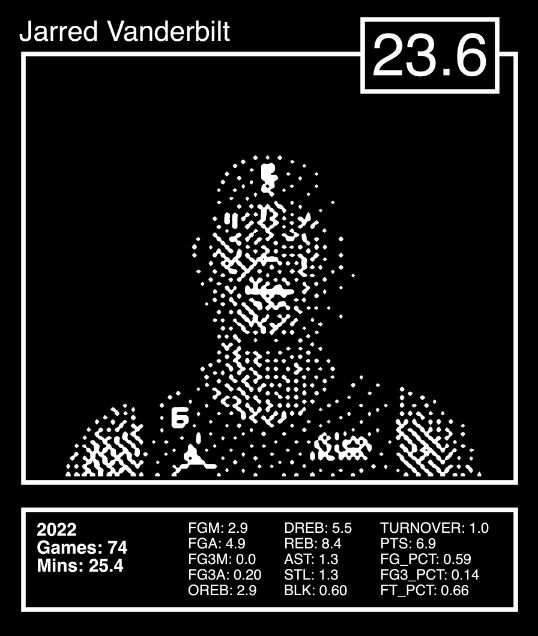 Jarred Vanderbilt
23.6
6
2022
Games: 74
Mins: 25.4
FGM: 2.9
FGA: 4.9
FG3M: 0.0
FG3A: 0.20
OREB: 2.9
DREB: 5.5
REB: 8.4
AST: 1.3
STL: 1.3
BLK: 0.60
TURNOVER: 1.0
PTS: 6.9
FG_PCT: 0.59
FG3_PCT: 0.14
FT_PCT: 0.66